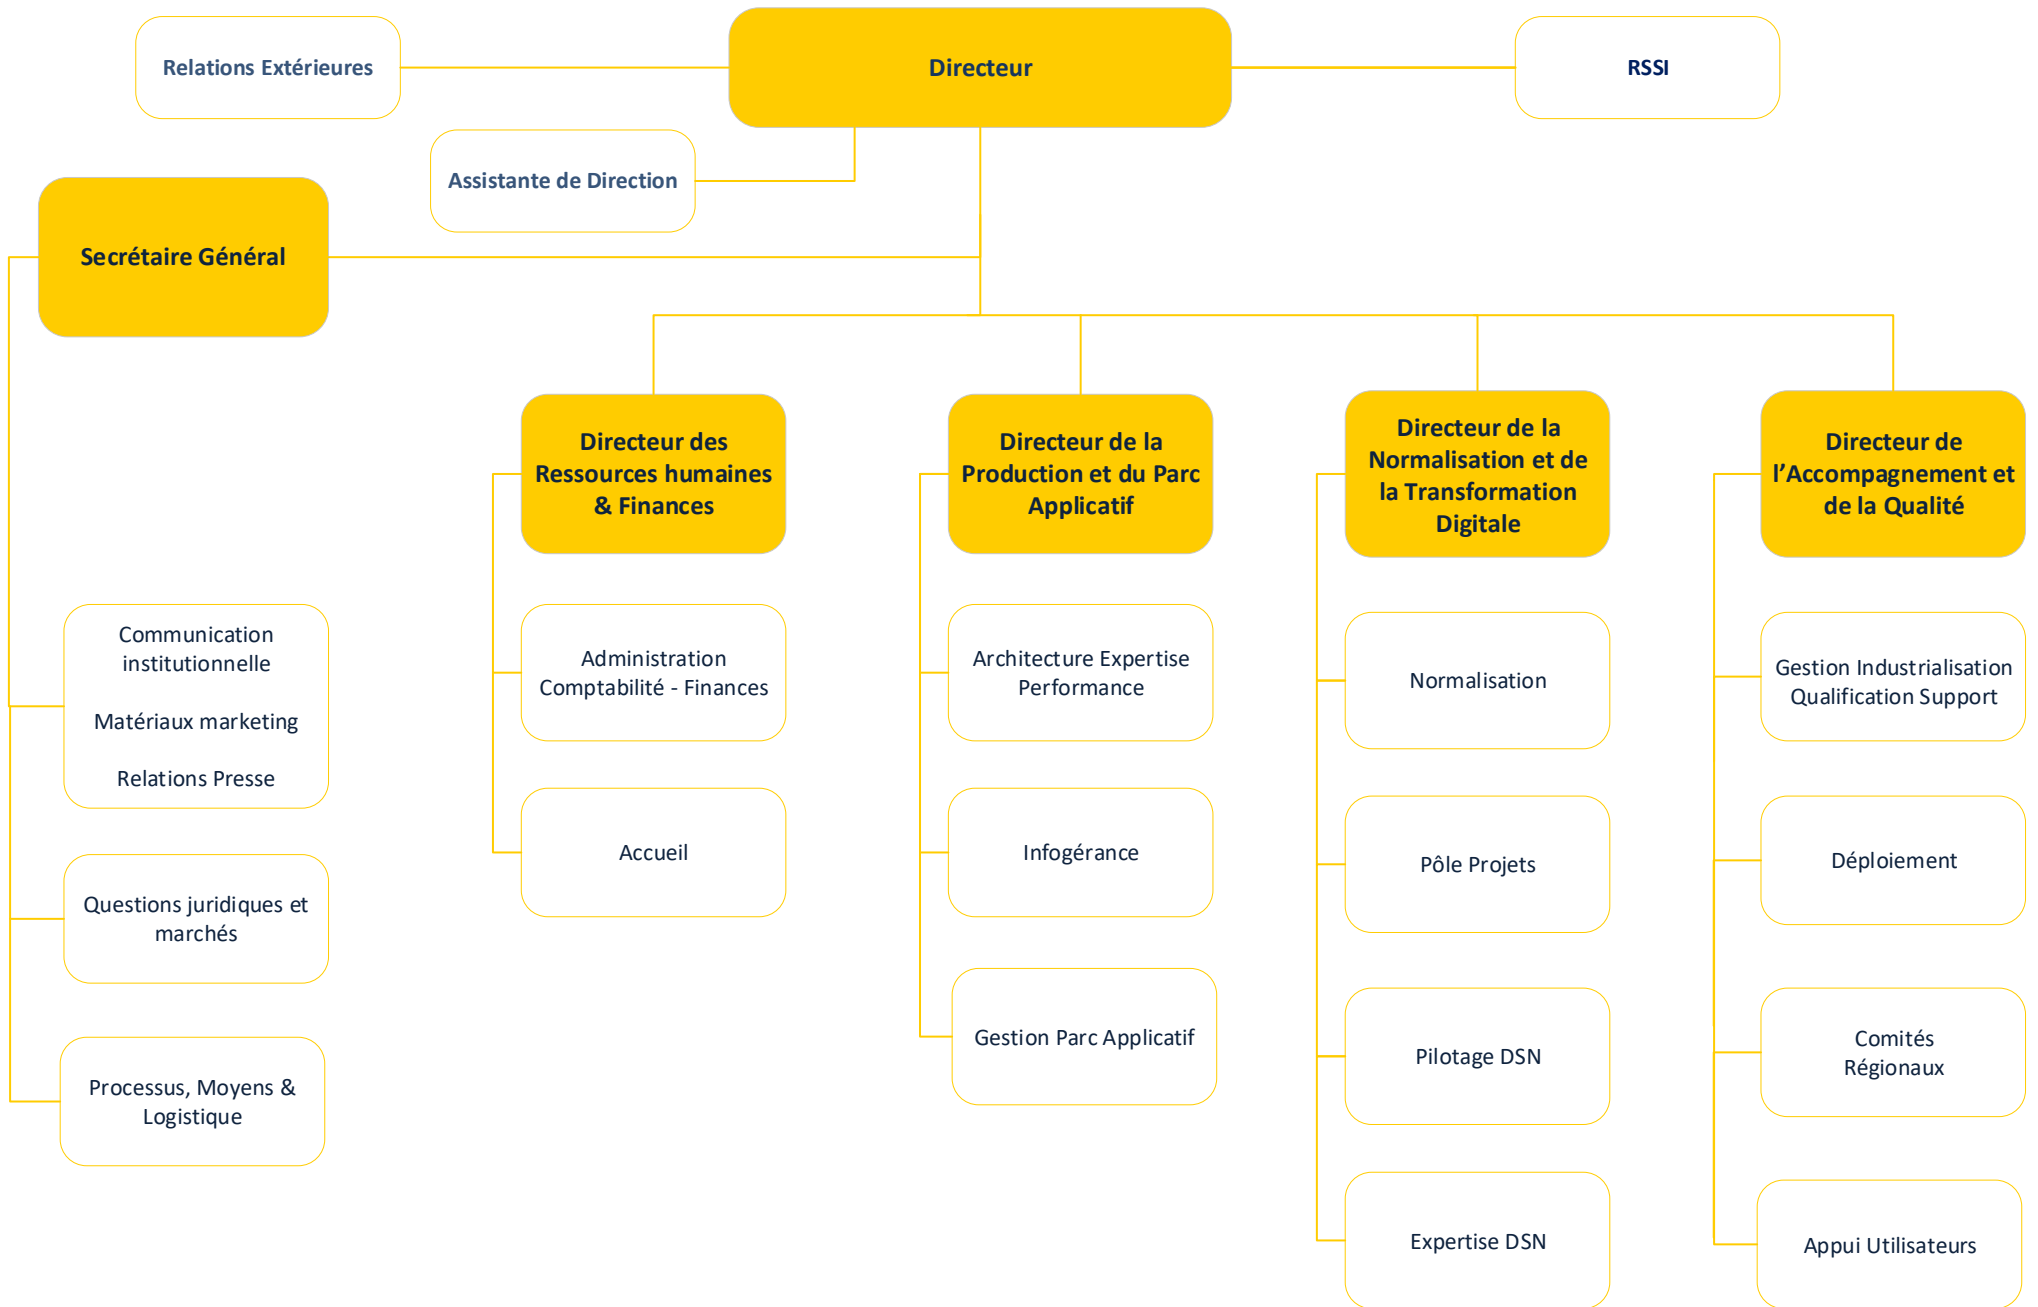 Relations Extérieures
Directeur
RSSI
Assistante de Direction
Secrétaire Général
Directeur des
Ressources humaines
& Finances
Directeur de la
Production et du Parc
Applicatif
Directeur de la
Normalisation et de
la Transformation
Digitale
Directeur de
l’Accompagnement et
de la Qualité
Communication
institutionnelle
Matériaux marketing
Relations Presse
Questions juridiques et
marchés
Processus, Moyens &
Logistique
Administration
Comptabilité - Finances
Accueil
Architecture Expertise
Performance
Infogérance
Gestion Parc Applicatif
Normalisation
Pôle Projets
Pilotage DSN
Expertise DSN
Gestion Industrialisation
Qualification Support
Déploiement
Comités
Régionaux
Appui Utilisateurs